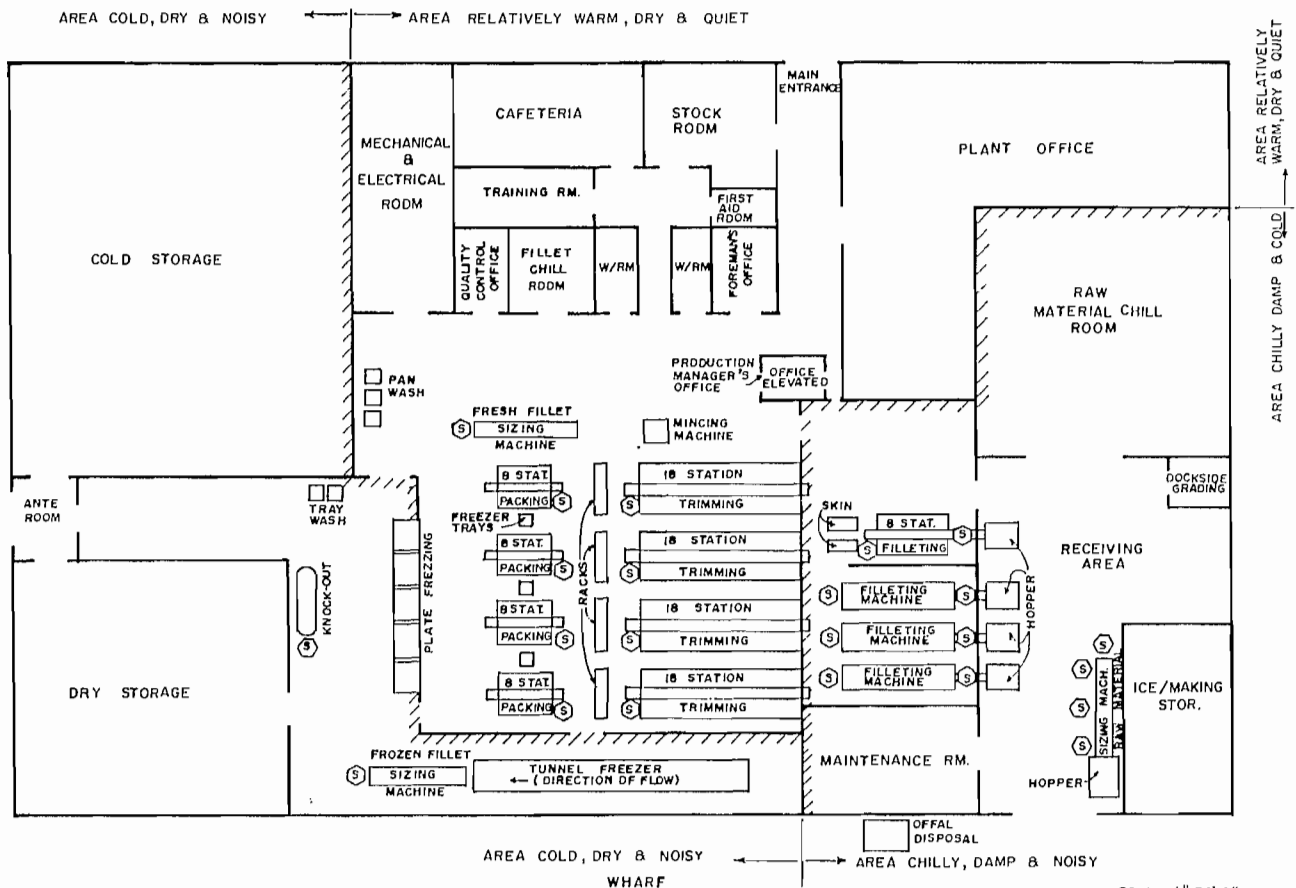 AREA COLD, DRY & NOISY
AREA RELATIVELY WARM, DRY & QUIET
AREA RELATIVELY
WARM, DRY & QUIET
AREA CHILLY DAMP & COLD
MAIN
ENTRANCE
CAFETERIA
STOCK
ROOM
MECHANICAL
&
ELECTRICAL
ROOM
PLANT OFFICE
TRAINING RM.
FIRST
AID
ROOM
COLD STORAGE
QUALITY
CONTROL
OFFICE
FILLET
CHILL
ROOM
W/RM
W/RM
FOREMAN'S
OFFICE
RAW
MATERIAL CHILL
ROOM
PRODUCTION
MANAGER'S
OFFICE
OFFICE
ELEVATED
PAN
WASH
FRESH FILLET
S
SIZING
MACHINE
MINCING
MACHINE
ANTE
ROOM
TRAY
WASH
8 STAT.
PACKING
S
18 STATION
S
TRIMMING
FREEZER
TRAYS
8 STAT.
PACKING
S
18 STATION
S
TRIMMING
8 STAT.
PACKING
S
18 STATION
S
TRIMMING
8 STAT.
PACKING
S
18 STATION
S
TRIMMING
RACKS
PLATE FREZZING
KNOCK-OUT
S
DOCKSIDE
GRADING
SKIN
8 STAT.
S
S
FILLETING
RECEIVING
AREA
S
FILLETING
MACHINE
S
S
FILLETING
MACHINE
S
S
FILLETING
MACHINE
S
HOPPER
DRY STORAGE
S
S
S
S
SIZING MACH.
RAW MATERIAL
ICE/MAKING
STOR.
HOPPER
MAINTENANCE RM.
FROZEN FILLET
S
SIZING
MACHINE
TUNNEL FREEZER
(DIRECTION OF FLOW)
OFFAL
DISPOSAL
AREA COLD, DRY & NOISY
AREA CHILLY, DAMP & NOISY
WHARF